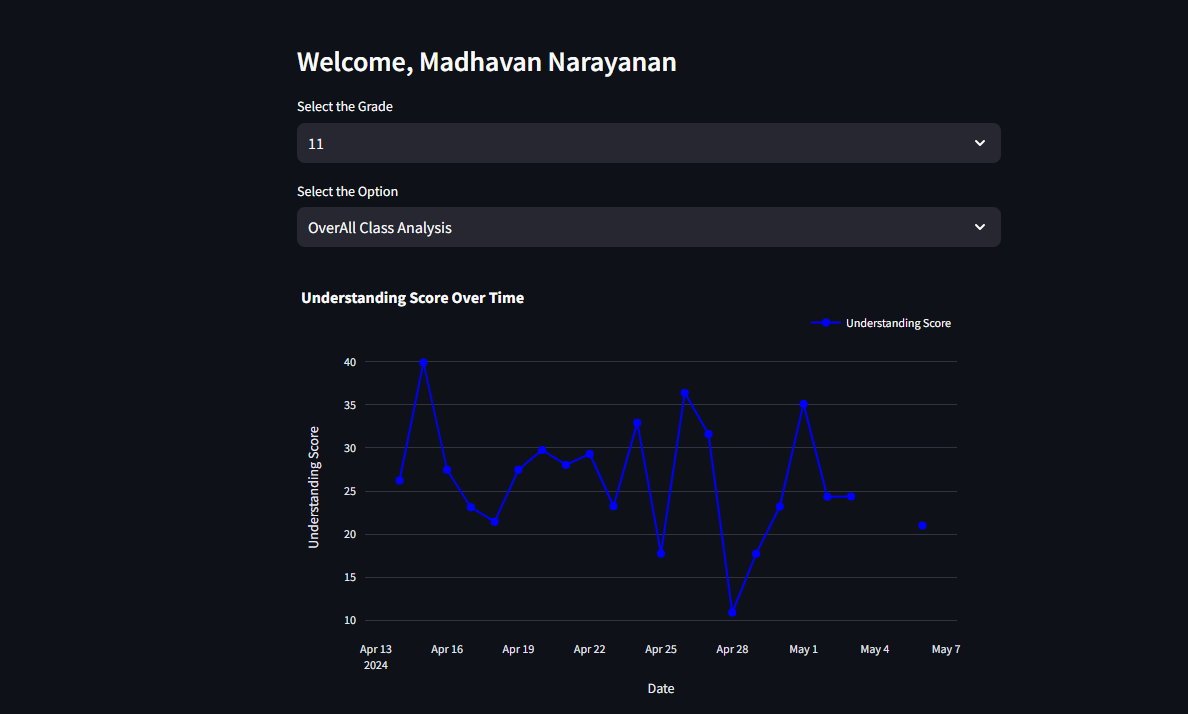 Welcome, Madhavan Narayanan
Select the Grade
11
Select the Option
OverAll Class Analysis
Understanding Score Over Time
Understanding Score
40
35
30
25
20
15
10
Understanding Score
Apr 13 Apr 16 Apr 19 Apr 22 Apr 25 Apr 28 May 1 May 4 May 7
2024
Date